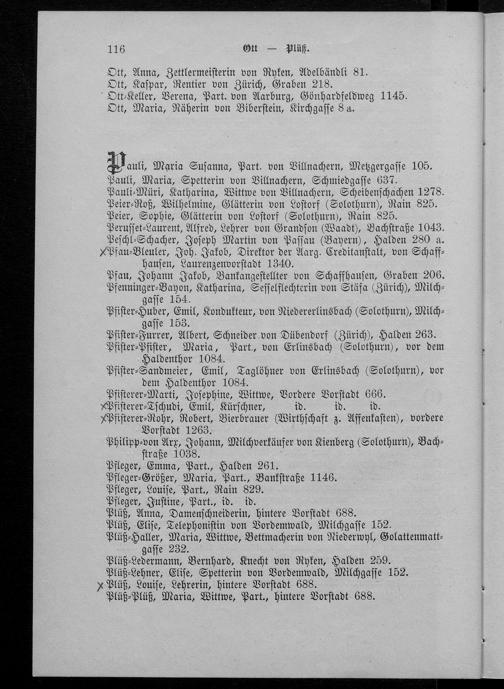 116 Ott — Plüß.
Ott, Anna, Zettlermeisterin von Ryken, Adelbändli 81.
Ott, Kaspar, Rentier von Zürich, Graben 218.
Ott-Keller, Verena, Part. von Aarburg, Gönhardfeldweg 1145.
Ott, Maria, Näherin von Biberstein, Kirchgasse 8 a.
Pauli, Maria Susanna, Part. von Villnachern, Metzgergasse 105.
Pauli, Maria, Spetterin von Villnachern, Schmiedgasse 637.
Pauli-Müri, Katharina, Wittwe von Villnachern, Scheibenschachen 1278.
Peier-Roß, Wilhelmine, Glätterin von Lostorf (Solothurn), Rain 825.
Peier, Sophie, Glätterin von Lostorf (Solothurn), Rain 825.
Perusset-Laurent, Alfred, Lehrer von Grandson (Waadt), Bachstraße 1043.
Peschl-Schacher, Joseph Martin von Passau (Bayern), Halden 280 a.
x Pfau-Bleuler, Joh. Jakob, Direktor der Aarg. Creditanstalt, von Schaff-
hausen, Laurenzenvorstadt 1340.
Pfau, Johann Jakob, Bankangestellter von Schaffhausen, Graben 206.
Pfenninger-Bayon, Katharina, Sesselflechterin von Stäfa (Zürich), Milch-
gasse 154.
Pfister-Huber, Emil, Kondukteur, von Niedererlinsbach (Solothurn), Milch-
gasse 153.
Pfister-Furrer, Albert, Schneider von Dübendorf (Zürich), Halden 263.
Pfister-Pfister, Maria, Part., von Erlinsbach (Solothurn), vor dem
Haldenthor 1084.
Pfister-Sandmeier, Emil, Taglöhner von Erlinsbach (Solothurn), vor
dem Haldenthor 1084.
Pfisterer-Marti, Josephine, Wittwe, Vordere Vorstadt 666.
x Pfisterer-Tschudi, Emil, Kürschner, id. id. id.
x Pfisterer-Rohr, Robert, Bierbrauer (Wirthschaft z. Affenkasten), vordere
Vorstadt 1263.
Philipp-von Arx, Johann, Milchverkäufer von Kienberg (Solothurn), Bach-
straße 1038.
Pfleger, Emma, Part., Halden 261.
Pfleger-Größer, Maria, Part., Bankstraße 1146.
Pfleger, Louise, Part., Rain 829.
Pfleger, Justine, Part., id. id.
Plüß, Anna, Damenschneiderin, hintere Vorstadt 688.
Plüß, Elise, Telephonistin von Vordemwald, Milchgasse 152.
Plüß-Haller, Maria, Wittwe, Bettmacherin von Niederwyl, Golattenmatt-
gasse 232.
Plüß-Ledermann, Bernhard, Knecht von Ryken, Halden 259.
Plüß-Lehner, Elise, Spetterin von Vordemwald, Milchgasse 152.
x Plüß, Louise, Lehrerin, hintere Vorstadt 688.
Plüß-Plüß, Maria, Wittwe, Part., hintere Vorstadt 688.